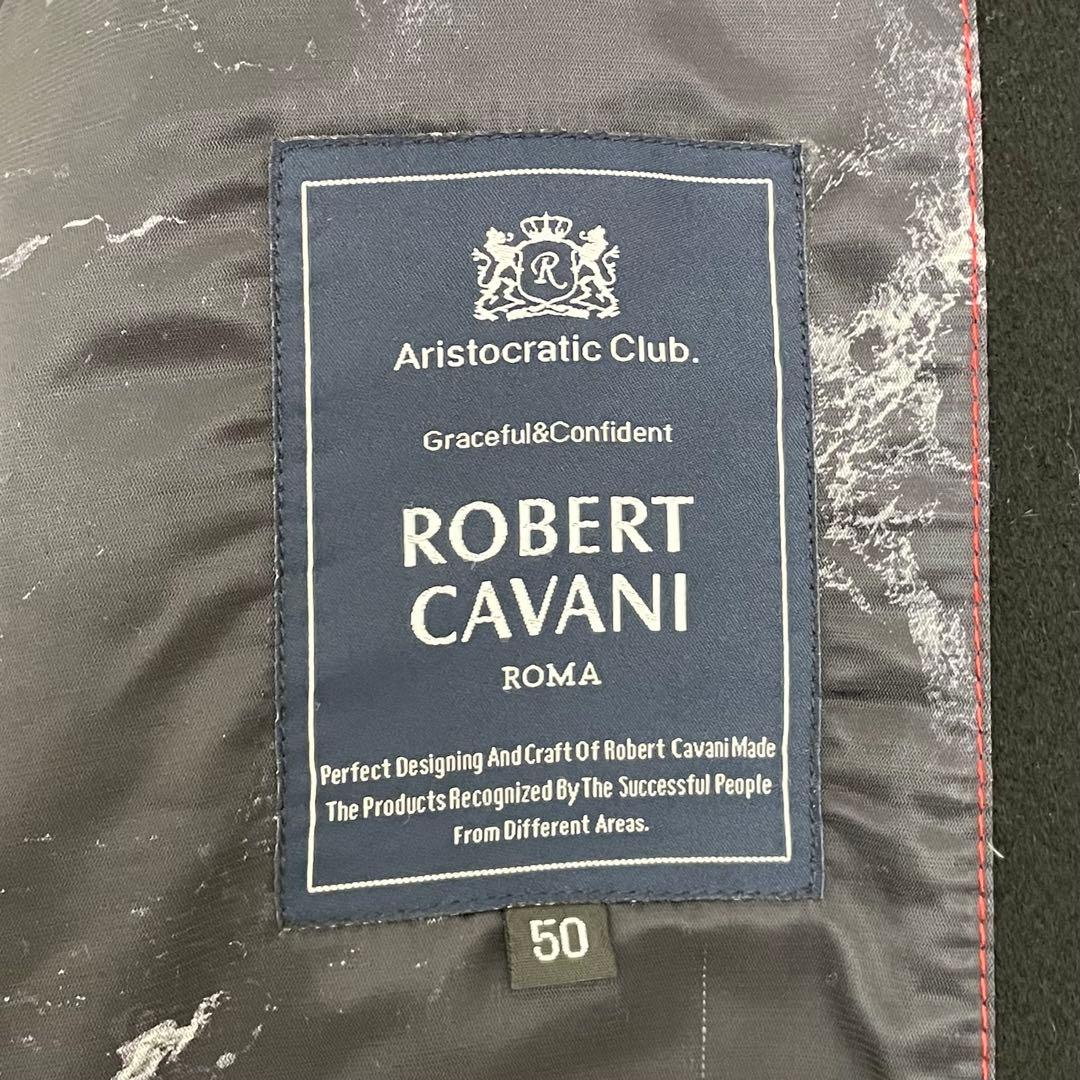 R
Aristocratic Club.
Graceful&Confident
ROBERT
CAVANI
ROMA
Perfect Designing And Craft Of Robert Cavani Made
The Products Recognized By The Successful People
From Different Areas.
50